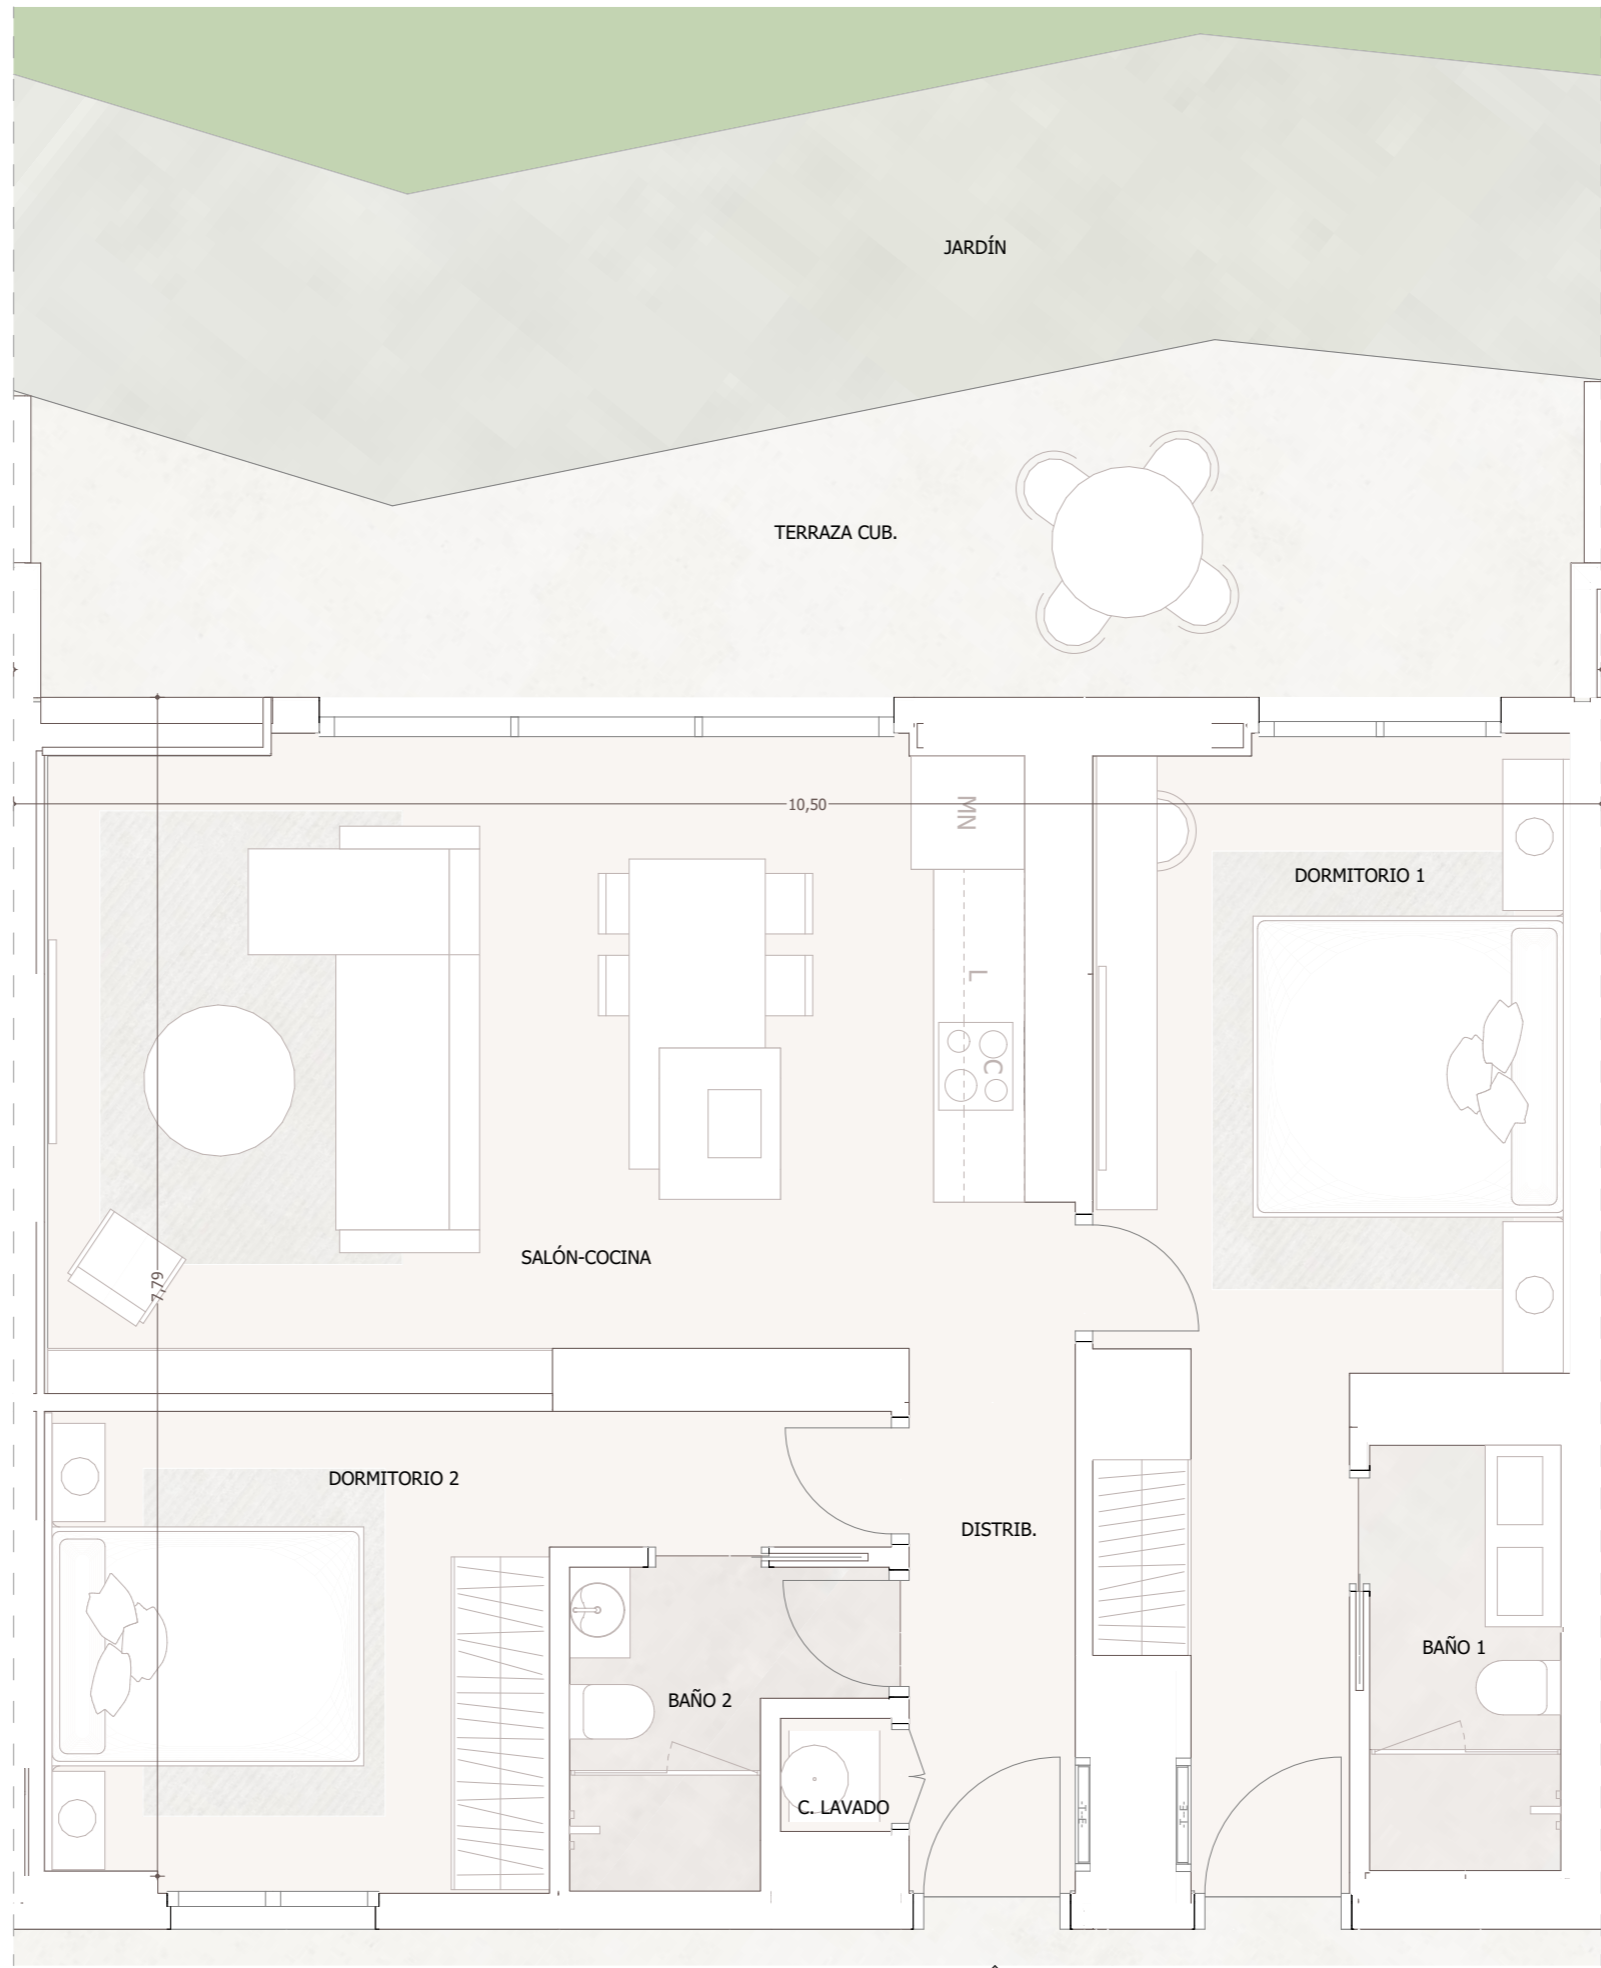 JARDÍN
TERRAZA CUB.
10,50
MN
DORMITORIO 1
L
C
SALÓN-COCINA
7,79
DORMITORIO 2
DISTRIB.
BAÑO 1
BAÑO 2
C. LAVADO
-T-E-
-T-E-